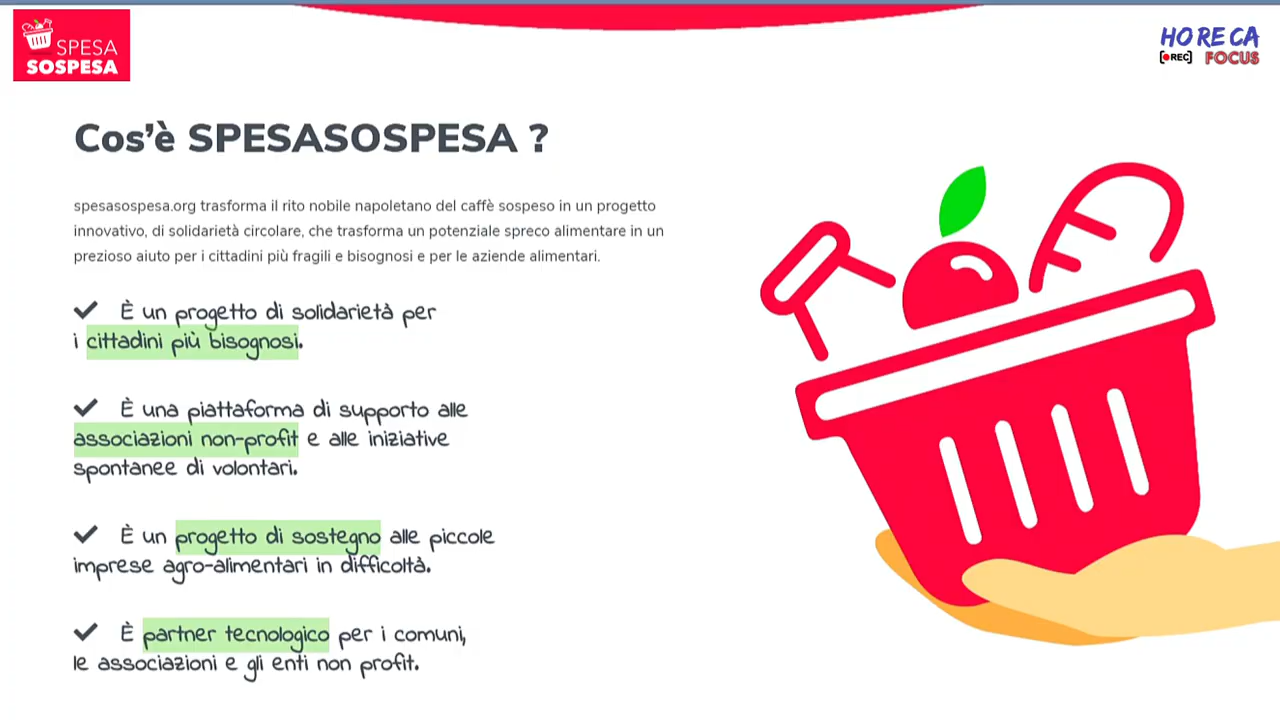 SPESA
SOSPESA
HORECA
[REC] FOCUS
Cos’è SPESASOSPESA ?
spesasospesa.org trasforma il rito nobile napoletano del caffè sospeso in un progetto
innovativo, di solidarietà circolare, che trasforma un potenziale spreco alimentare in un
prezioso aiuto per i cittadini più fragili e bisognosi e per le aziende alimentari.
✔ È un progetto di solidarietà per
i cittadini più bisognosi.
✔ È una piattaforma di supporto alle
associazioni non-profit e alle iniziative
spontanee di volontari.
✔ È un progetto di sostegno alle piccole
imprese agro-alimentari in difficoltà.
✔ È partner tecnologico per i comuni,
le associazioni e gli enti non profit.